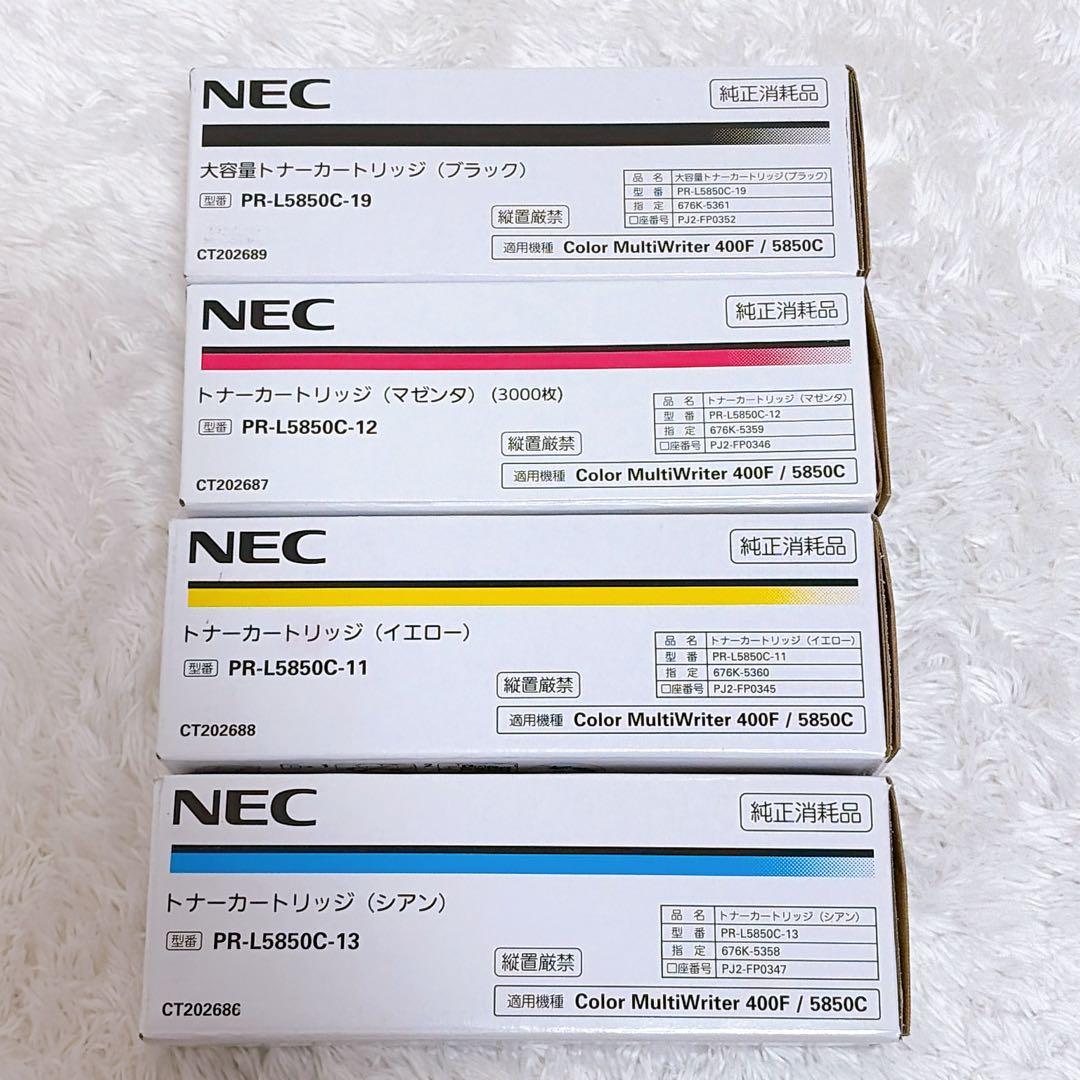 NEC
純正消耗品
大容量トナーカートリッジ（ブラック）
型番 PR-L5850C-19
縦置厳禁
品 名 大容量トナーカートリッジ(ブラック)
型 番 PR-L5850C-19
指 定 676K-5361
口座番号 PJ2-FP0352
CT202689
適用機種 Color MultiWriter 400F / 5850C
NEC
純正消耗品
トナーカートリッジ（マゼンタ）(3000枚)
型番 PR-L5850C-12
縦置厳禁
品 名 トナーカートリッジ（マゼンタ）
型 番 PR-L5850C-12
指 定 676K-5359
口座番号 PJ2-FP0346
CT202687
適用機種 Color MultiWriter 400F / 5850C
NEC
純正消耗品
トナーカートリッジ（イエロー）
型番 PR-L5850C-11
縦置厳禁
品 名 トナーカートリッジ（イエロー）
型 番 PR-L5850C-11
指 定 676K-5360
口座番号 PJ2-FP0345
CT202688
適用機種 Color MultiWriter 400F / 5850C
NEC
純正消耗品
トナーカートリッジ（シアン）
型番 PR-L5850C-13
縦置厳禁
品 名 トナーカートリッジ（シアン）
型 番 PR-L5850C-13
指 定 676K-5358
口座番号 PJ2-FP0347
CT202686
適用機種 Color MultiWriter 400F / 5850C